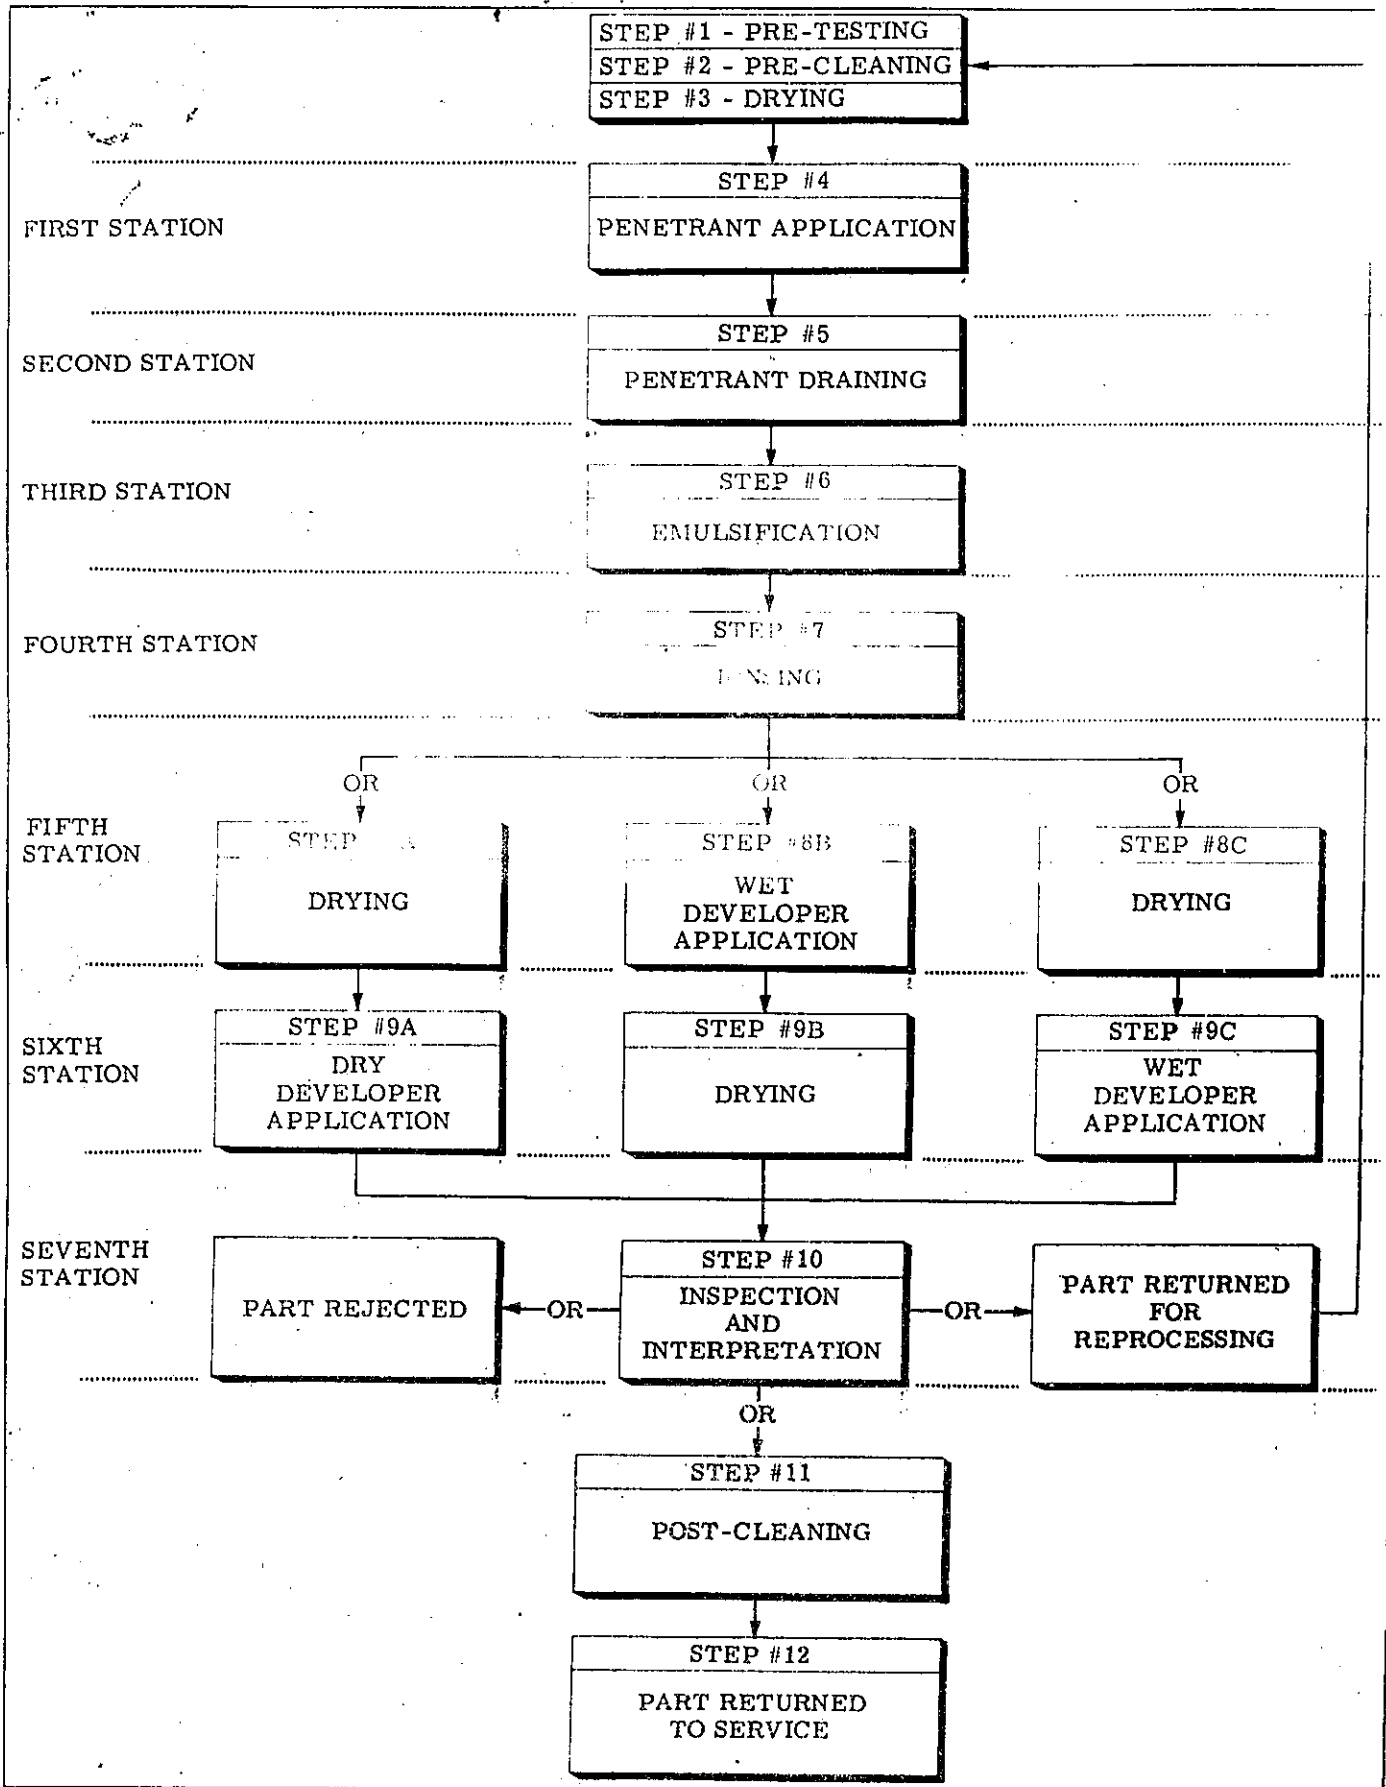 STEP #1 - PRE-TESTING
STEP #2 - PRE-CLEANING
STEP #3 - DRYING
STEP #4
FIRST STATION
PENETRANT APPLICATION
STEP #5
SECOND STATION
PENETRANT DRAINING
STEP #6
THIRD STATION
EMULSIFICATION
STEP #7
FOURTH STATION
OR
OR
OR
FIFTH
STATION
STEP
DRYING
STEP #8B
WET
DEVELOPER
APPLICATION
STEP #8C
DRYING
SIXTH
STATION
STEP #9A
DRY
DEVELOPER
APPLICATION
STEP #9B
DRYING
STEP #9C
WET
DEVELOPER
APPLICATION
SEVENTH
STATION
PART REJECTED
OR
STEP #10
INSPECTION
AND
INTERPRETATION
OR
PART RETURNED
FOR
REPROCESSING
OR
STEP #11
POST-CLEANING
STEP #12
PART RETURNED
TO SERVICE